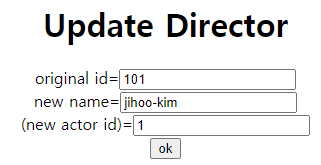 Update Director
original id=101
new name=jihoo-kim
(new actor id)=1
ok